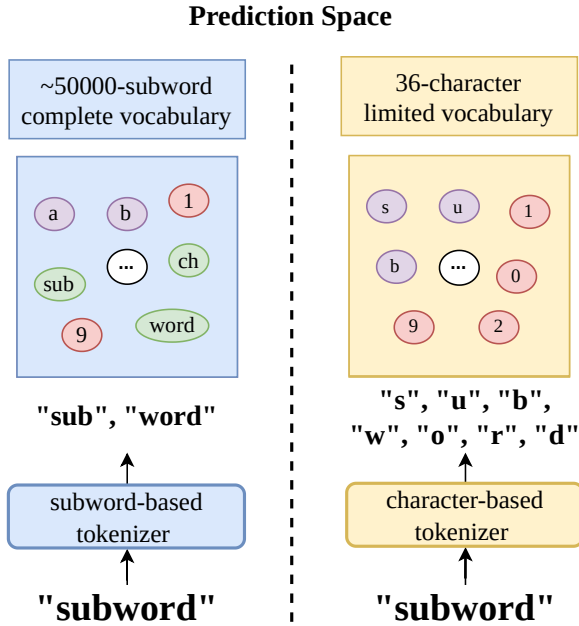 Prediction Space
~50000-subword
complete vocabulary
a
b
1
...
ch
sub
9
word
"sub", "word"
subword-based
tokenizer
"subword"
36-character
limited vocabulary
s
u
1
b
...
0
9
2
"s", "u", "b",
"w", "o", "r", "d"
character-based
tokenizer
"subword"